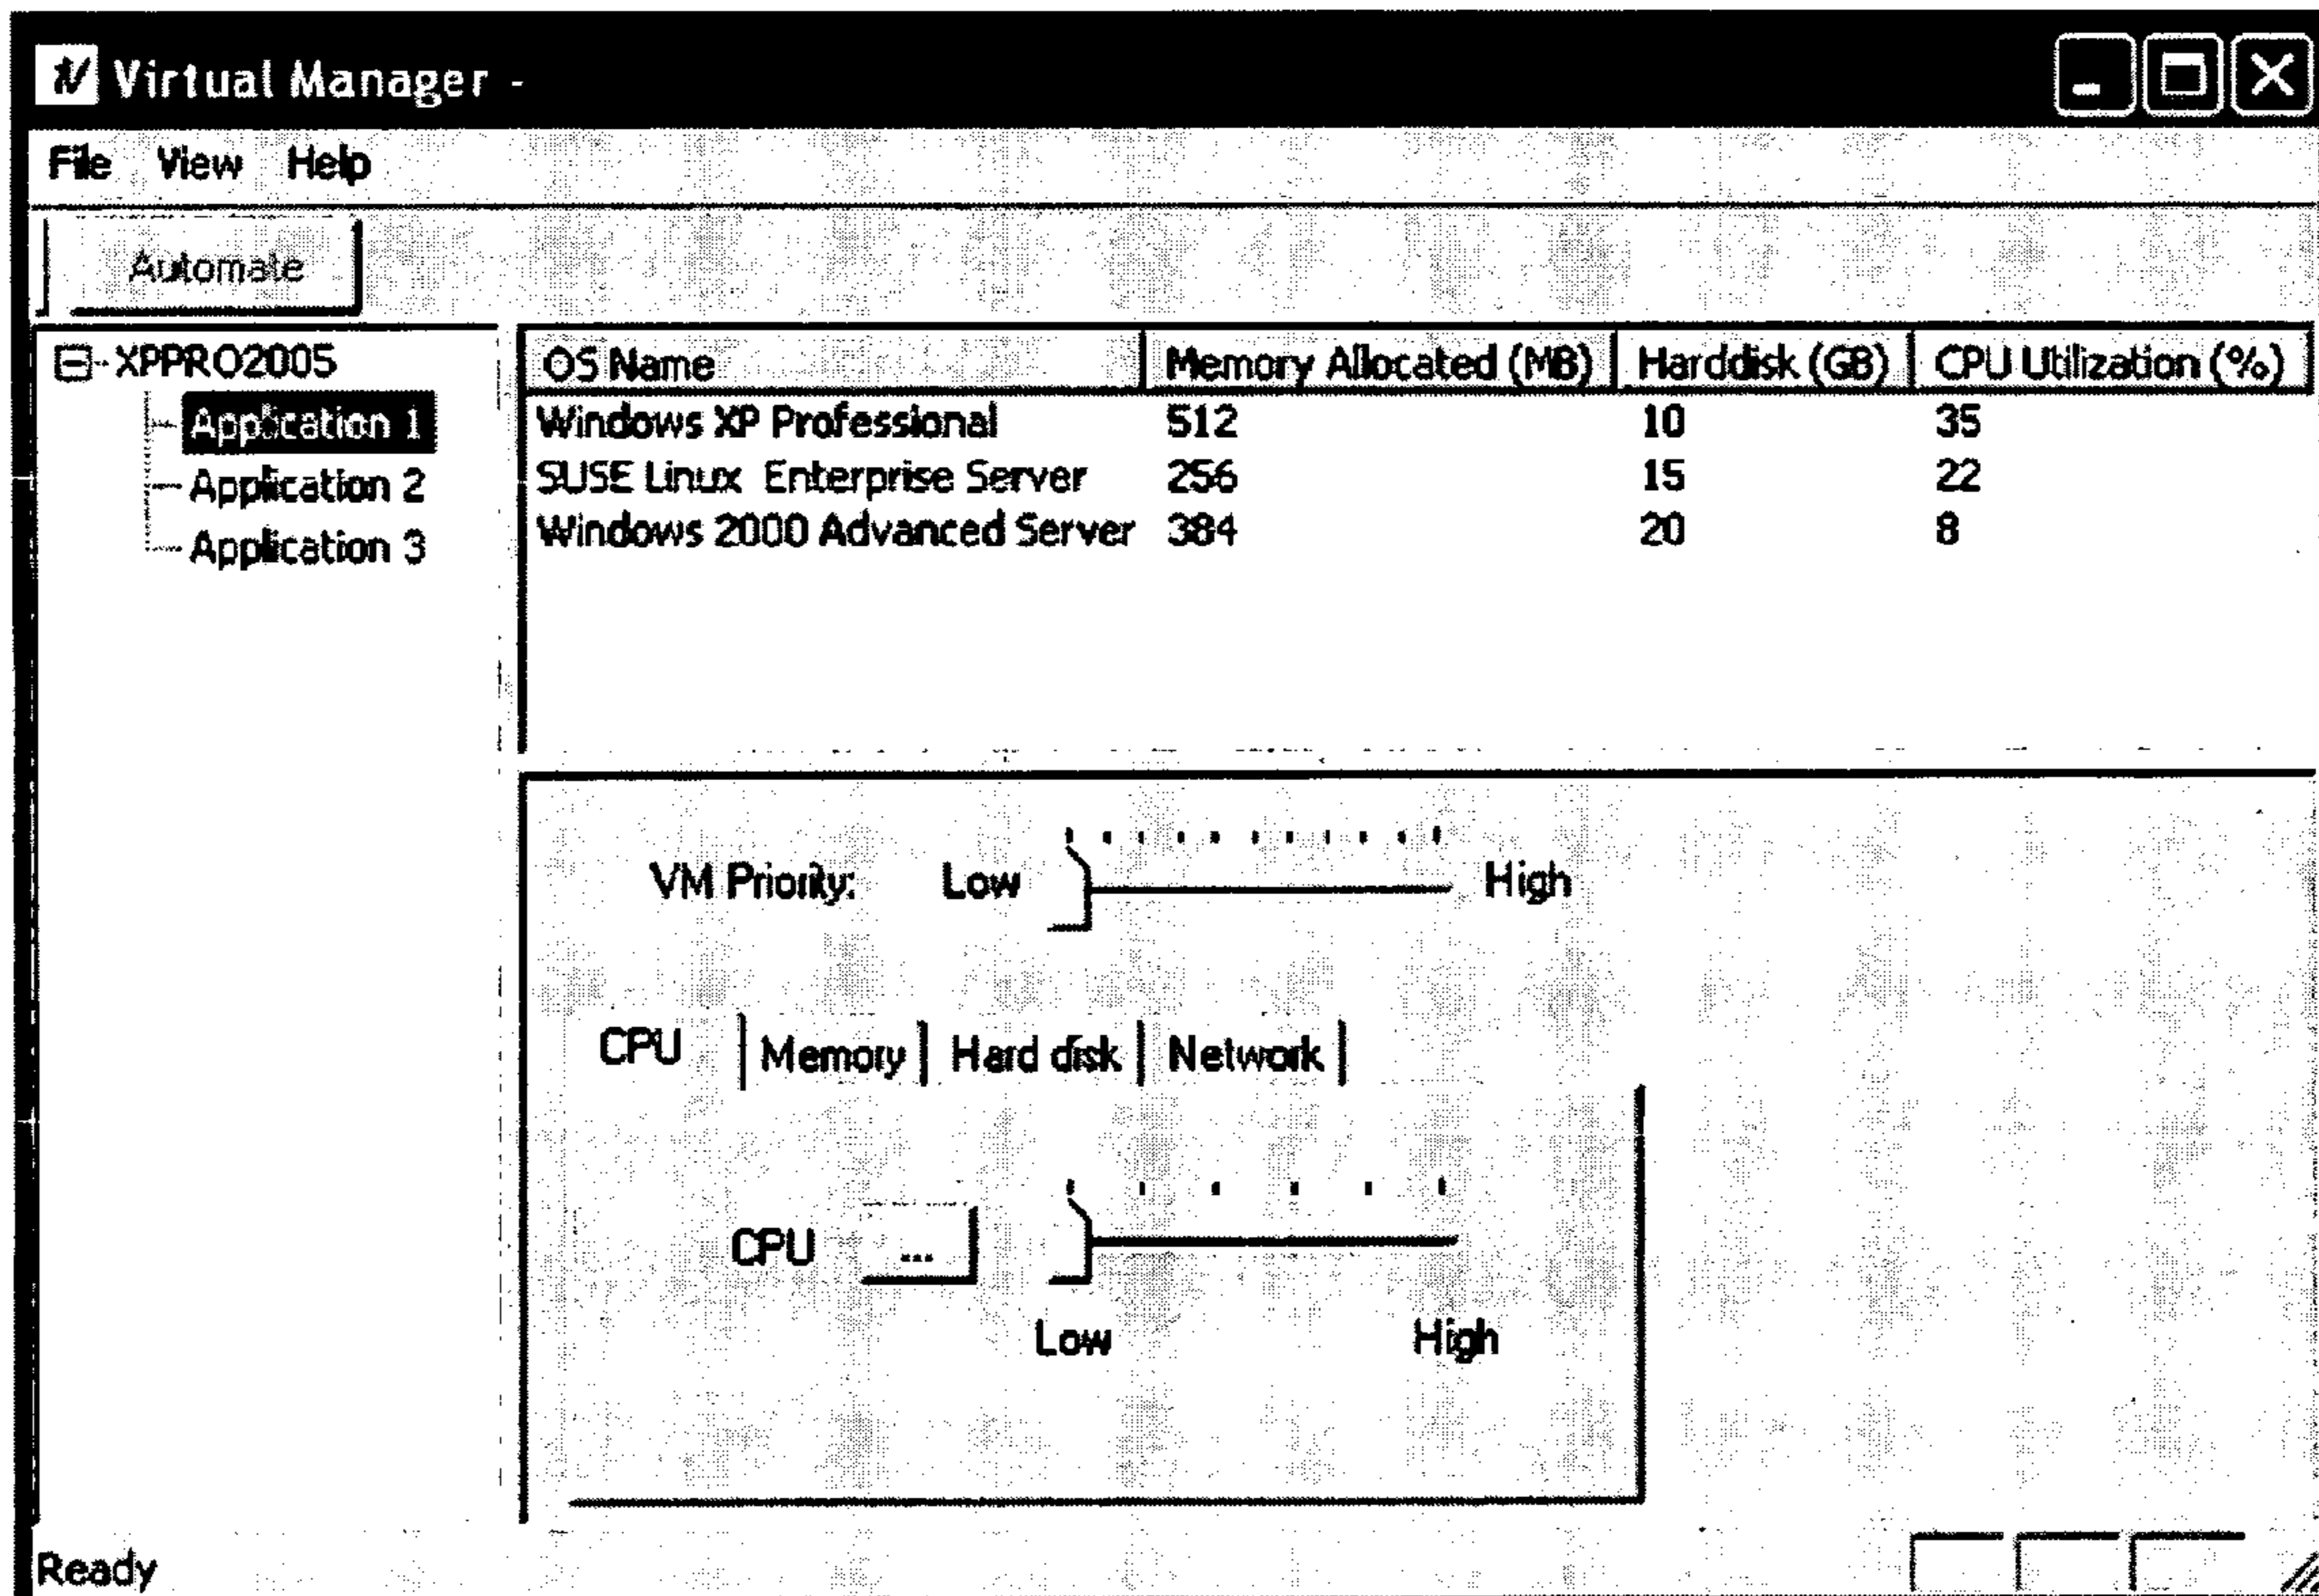 Virtual Manager -
File View Help
Automate
XPPRO2005
Application 1
Application 2
Application 3
OS Name Memory Allocated (MB) Harddisk (GB) CPU Utilization (%)
Windows XP Professional 512 10 35
SUSE Linux Enterprise Server 256 15 22
Windows 2000 Advanced Server 384 20 8
VM Priority: Low High
CPU Memory Hard disk Network
CPU ...
Low High
Ready